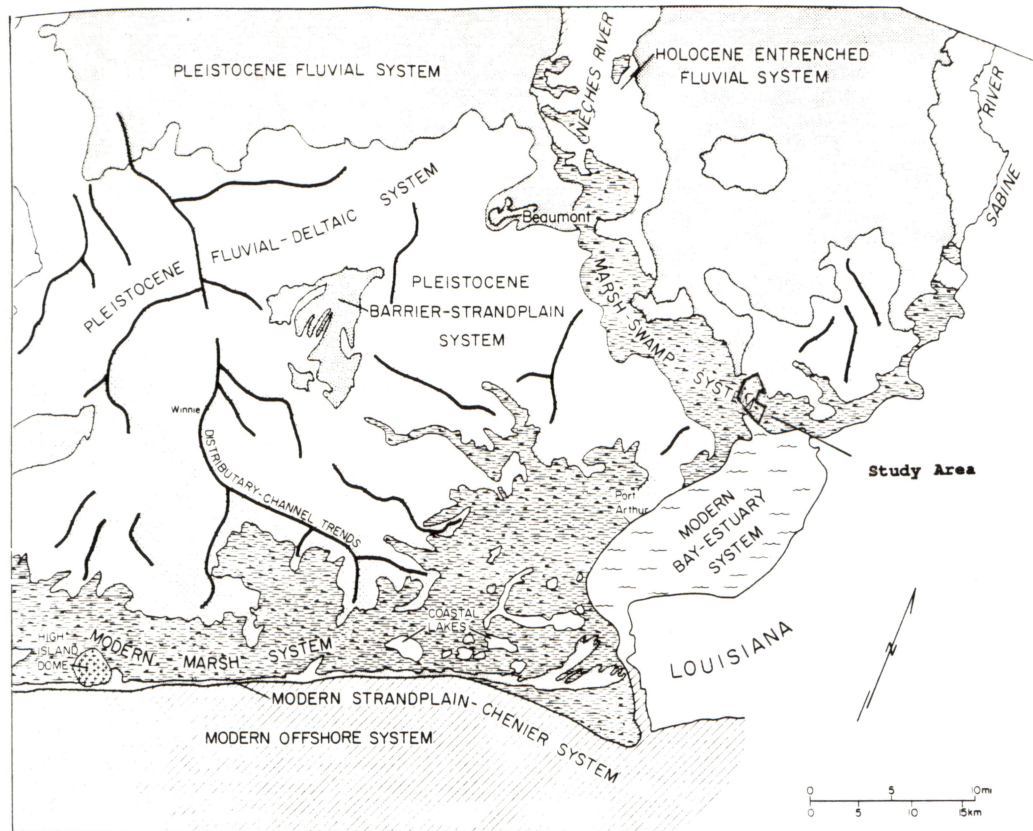 PLEISTOCENE FLUVIAL SYSTEM
NECHES RIVER
HOLOCENE ENTRENCHED
FLUVIAL SYSTEM
RIVER
SABINE
PLEISTOCENE FLUVIAL-DELTAIC SYSTEM
Beaumont
PLEISTOCENE
BARRIER-STRANDPLAIN
SYSTEM
MARSH-SWAMP SYSTEM
Winnie
DISTRIBUTARY-CHANNEL TRENDS
Study Area
Port
Arthur
MODERN
BAY-ESTUARY
SYSTEM
COASTAL
LAKES
HIGH
ISLAND
DOME
MODERN MARSH SYSTEM
LOUISIANA
N
MODERN STRANDPLAIN-CHENIER SYSTEM
MODERN OFFSHORE SYSTEM
0 5 10mi
0 5 10 15km